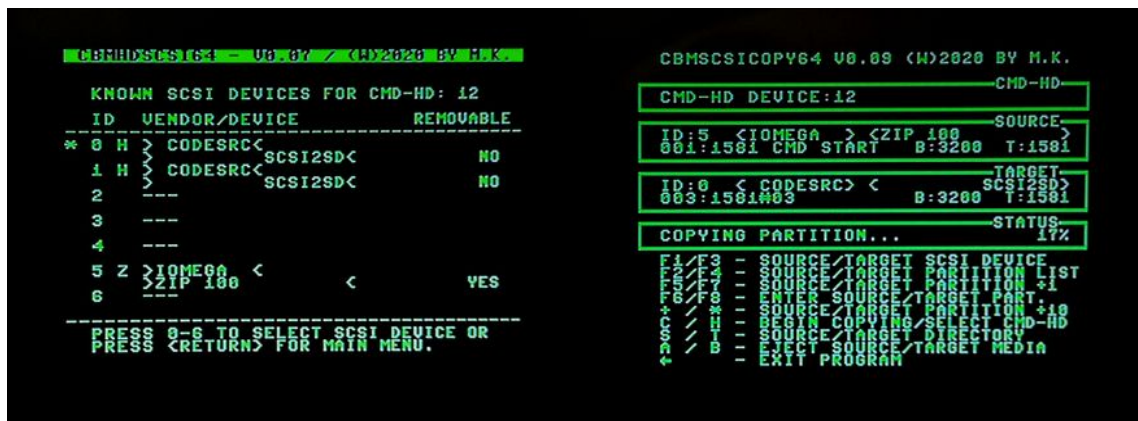 CBMHDSCSI64 - V0.07 / (W)2020 BY M.K.
KNOWN SCSI DEVICES FOR CMD-HD: 12
ID VENDOR/DEVICE REMOVABLE
* 0 H > CODESRC<
> SCSI2SD< NO
1 H > CODESRC<
> SCSI2SD< NO
2 ---
3 ---
4 ---
5 Z >IOMEGA <
>ZIP 100 < YES
6 ---
PRESS 0-6 TO SELECT SCSI DEVICE OR
PRESS <RETURN> FOR MAIN MENU.
CBMSCSICOPY64 V0.09 (W)2020 BY M.K.
CMD-HD
CMD-HD DEVICE:12
SOURCE
ID:5 <IOMEGA > <ZIP 100 >
001:1581 CMD START B:3200 T:1581
TARGET
ID:0 < CODESRC> < SCSI2SD>
003:1581#03 B:3200 T:1581
STATUS
COPYING PARTITION... 17%
F1/F3 - SOURCE/TARGET SCSI DEVICE
F2/F4 - SOURCE/TARGET PARTITION LIST
F5/F7 - SOURCE/TARGET PARTITION +1
F6/F8 - ENTER SOURCE/TARGET PART.
+ / * - SOURCE/TARGET PARTITION +10
C / H - BEGIN COPYING/SELECT CMD-HD
S / T - SOURCE/TARGET DIRECTORY
A / B - EJECT SOURCE/TARGET MEDIA
← - EXIT PROGRAM